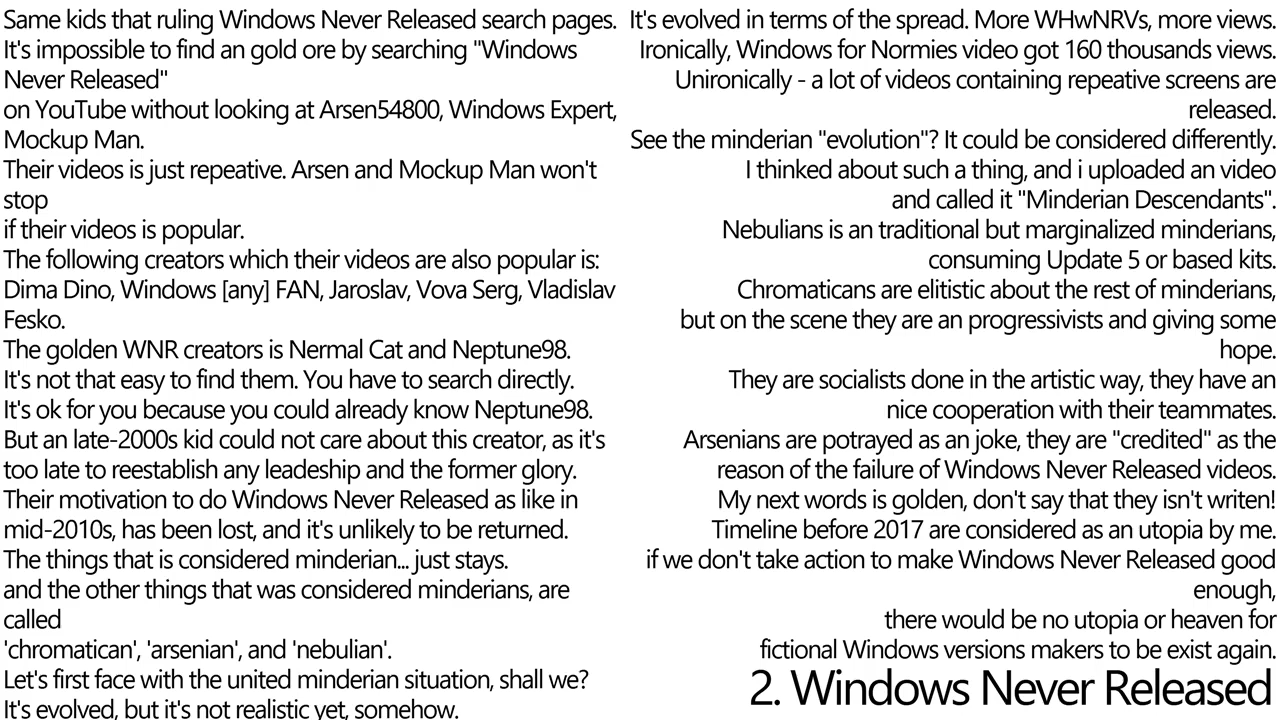 Same kids that ruling Windows Never Released search pages.
It's impossible to find an gold ore by searching "Windows
Never Released"
on YouTube without looking at Arsen54800, Windows Expert,
Mockup Man.
Their videos is just repeative. Arsen and Mockup Man won't
stop
if their videos is popular.
The following creators which their videos are also popular is:
Dima Dino, Windows [any] FAN, Jaroslav, Vova Serg, Vladislav
Fesko.
The golden WNR creators is Nermal Cat and Neptune98.
It's not that easy to find them. You have to search directly.
It's ok for you because you could already know Neptune98.
But an late-2000s kid could not care about this creator, as it's
too late to reestablish any leadeship and the former glory.
Their motivation to do Windows Never Released as like in
mid-2010s, has been lost, and it's unlikely to be returned.
The things that is considered minderian... just stays.
and the other things that was considered minderians, are
called
'chromatican', 'arsenian', and 'nebulian'.
Let's first face with the united minderian situation, shall we?
It's evolved, but it's not realistic yet, somehow.
It's evolved in terms of the spread. More WHwNRVs, more views.
Ironically, Windows for Normies video got 160 thousands views.
Unironically - a lot of videos containing repeative screens are
released.
See the minderian "evolution"? It could be considered differently.
I thinked about such a thing, and i uploaded an video
and called it "Minderian Descendants".
Nebulians is an traditional but marginalized minderians,
consuming Update 5 or based kits.
Chromaticans are elitistic about the rest of minderians,
but on the scene they are an progressivists and giving some
hope.
They are socialists done in the artistic way, they have an
nice cooperation with their teammates.
Arsenians are potrayed as an joke, they are "credited" as the
reason of the failure of Windows Never Released videos.
My next words is golden, don't say that they isn't writen!
Timeline before 2017 are considered as an utopia by me.
if we don't take action to make Windows Never Released good
enough,
there would be no utopia or heaven for
fictional Windows versions makers to be exist again.
2. Windows Never Released